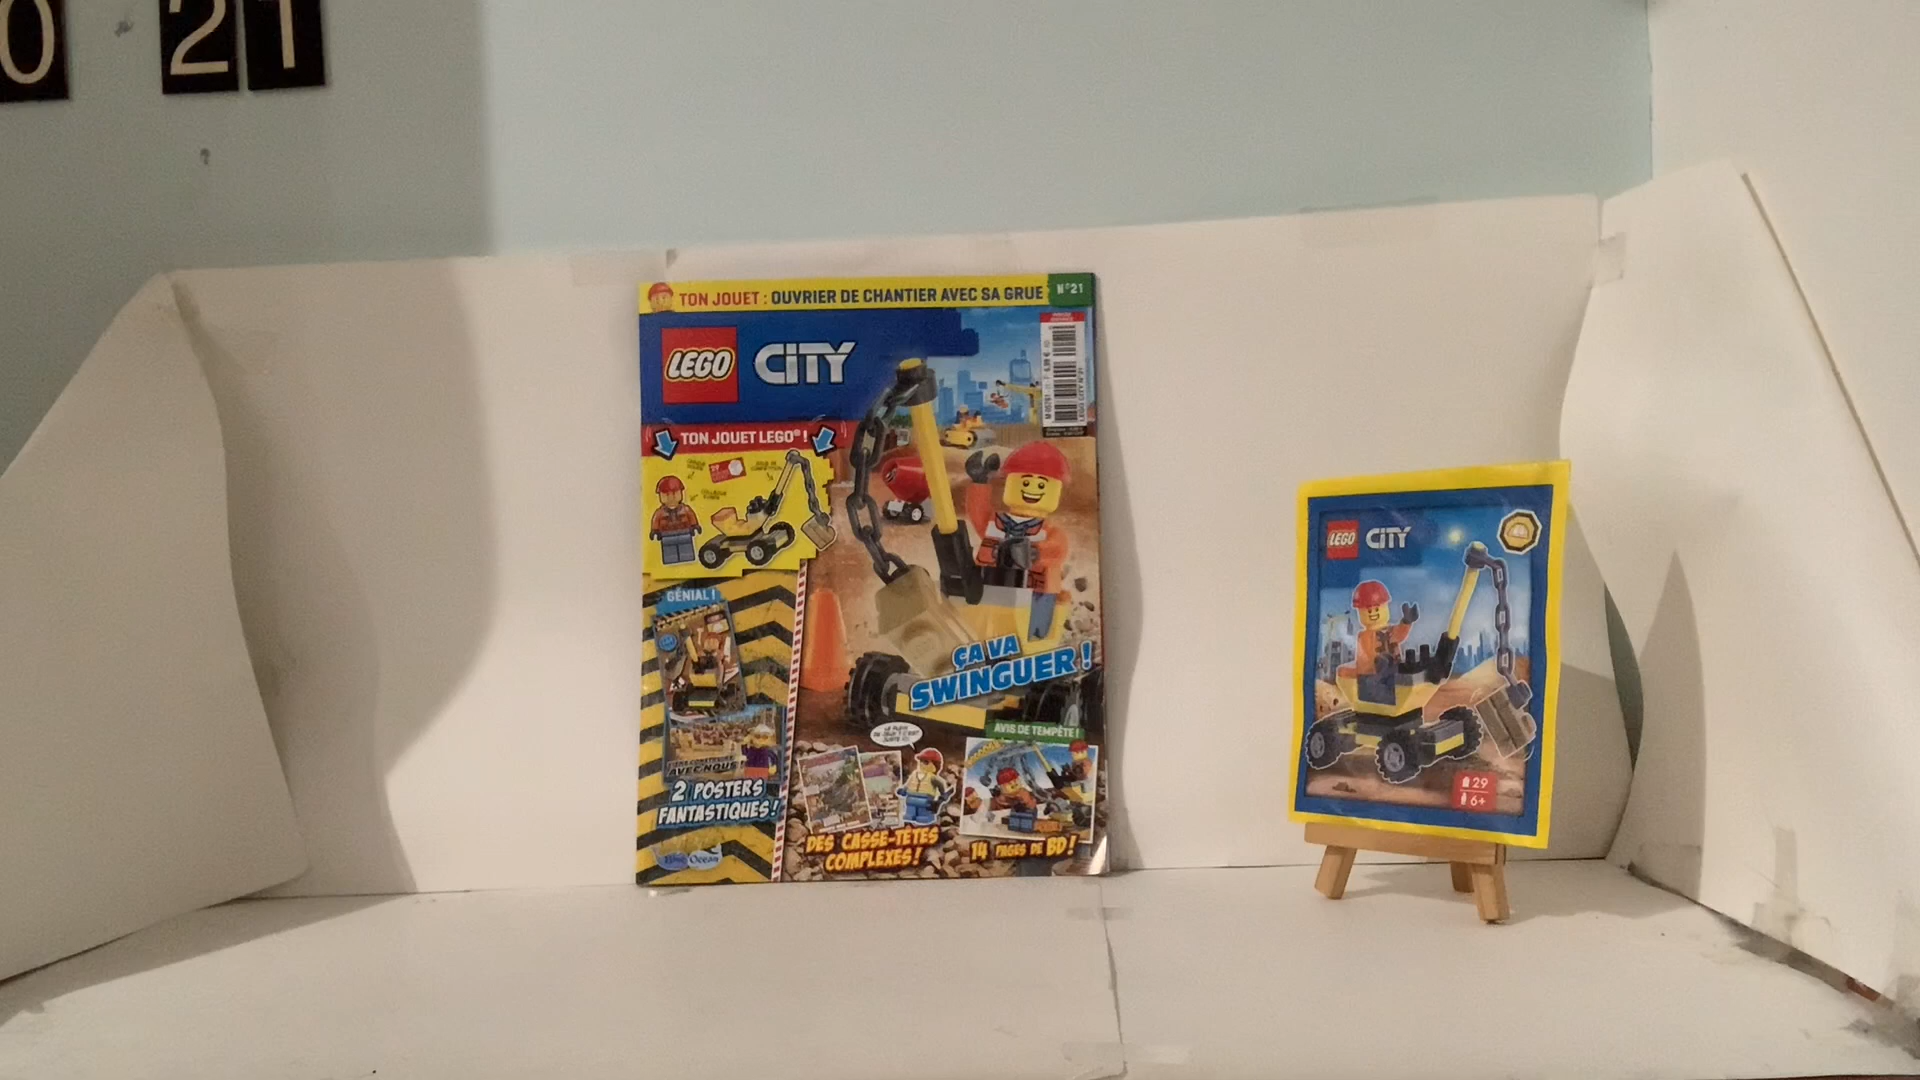 0 21
TON JOUET : OUVRIER DE CHANTIER AVEC SA GRUE
N°21
LEGO CITY
TON JOUET LEGO® !
GÉNIAL !
ÇA VA
SWINGUER !
AVIS DE TEMPÊTE !
AVEC NOUS
2 POSTERS
FANTASTIQUES !
DES CASSE-TÊTES
COMPLEXES !
14 PAGES DE BD !
Blue Ocean
LEGO CITY
29
6+